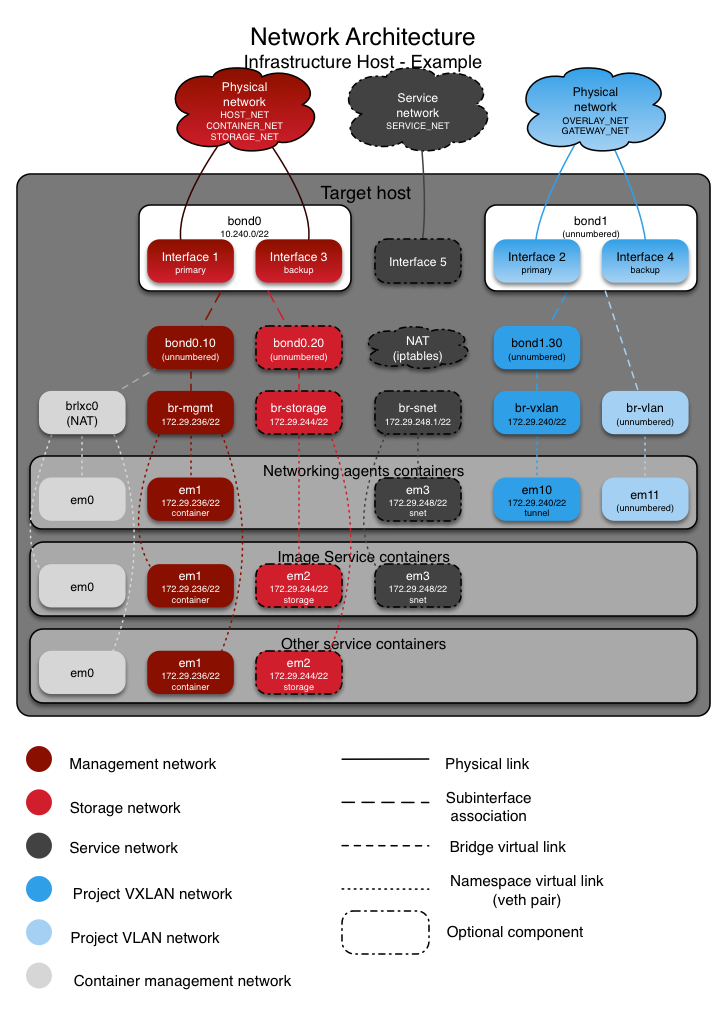 Network Architecture
Infrastructure Host - Example
Physical
network
HOST_NET
CONTAINER_NET
STORAGE_NET
Service
network
SERVICE_NET
Physical
network
OVERLAY_NET
GATEWAY_NET
Target host
bond0
10.240.0/22
bond1
(unnumbered)
Interface 1
primary
Interface 3
backup
Interface 5
Interface 2
primary
Interface 4
backup
bond0.10
(unnumbered)
bond0.20
(unnumbered)
NAT
(iptables)
bond1.30
(unnumbered)
brlxc0
(NAT)
br-mgmt
172.29.236/22
br-storage
172.29.244/22
br-snet
172.29.248.1/22
br-vxlan
172.29.240/22
br-vlan
(unnumbered)
Networking agents containers
em0
em1
172.29.236/22
container
em3
172.29.248/22
snet
em10
172.29.240/22
tunnel
em11
(unnumbered)
Image Service containers
em0
em1
172.29.236/22
container
em2
172.29.244/22
storage
em3
172.29.248/22
snet
Other service containers
em0
em1
172.29.236/22
container
em2
172.29.244/22
storage
Management network
Storage network
Service network
Project VXLAN network
Project VLAN network
Container management network
Physical link
Subinterface
association
Bridge virtual link
Namespace virtual link
(veth pair)
Optional component